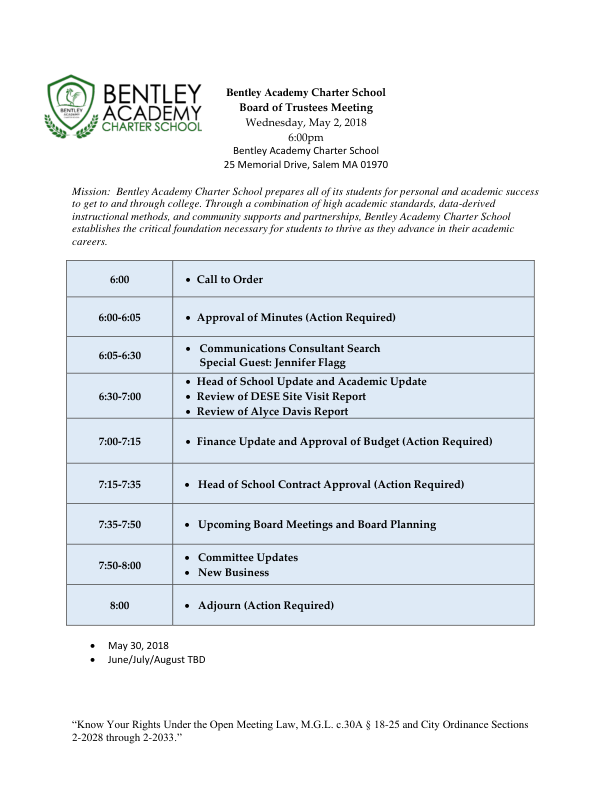 BENTLEY
ACADEMY
CHARTER SCHOOL
BENTLEY
ACADEMY
Bentley Academy Charter School
Board of Trustees Meeting
Wednesday, May 2, 2018
6:00pm
Bentley Academy Charter School
25 Memorial Drive, Salem MA 01970
Mission:  Bentley Academy Charter School prepares all of its students for personal and academic success
to get to and through college. Through a combination of high academic standards, data-derived
instructional methods, and community supports and partnerships, Bentley Academy Charter School
establishes the critical foundation necessary for students to thrive as they advance in their academic
careers.
6:00
• Call to Order
6:00-6:05
• Approval of Minutes (Action Required)
6:05-6:30
• Communications Consultant Search
Special Guest: Jennifer Flagg
6:30-7:00
• Head of School Update and Academic Update
• Review of DESE Site Visit Report
• Review of Alyce Davis Report
7:00-7:15
• Finance Update and Approval of Budget (Action Required)
7:15-7:35
• Head of School Contract Approval (Action Required)
7:35-7:50
• Upcoming Board Meetings and Board Planning
7:50-8:00
• Committee Updates
• New Business
8:00
• Adjourn (Action Required)
• May 30, 2018
• June/July/August TBD
“Know Your Rights Under the Open Meeting Law, M.G.L. c.30A § 18-25 and City Ordinance Sections
2-2028 through 2-2033.”